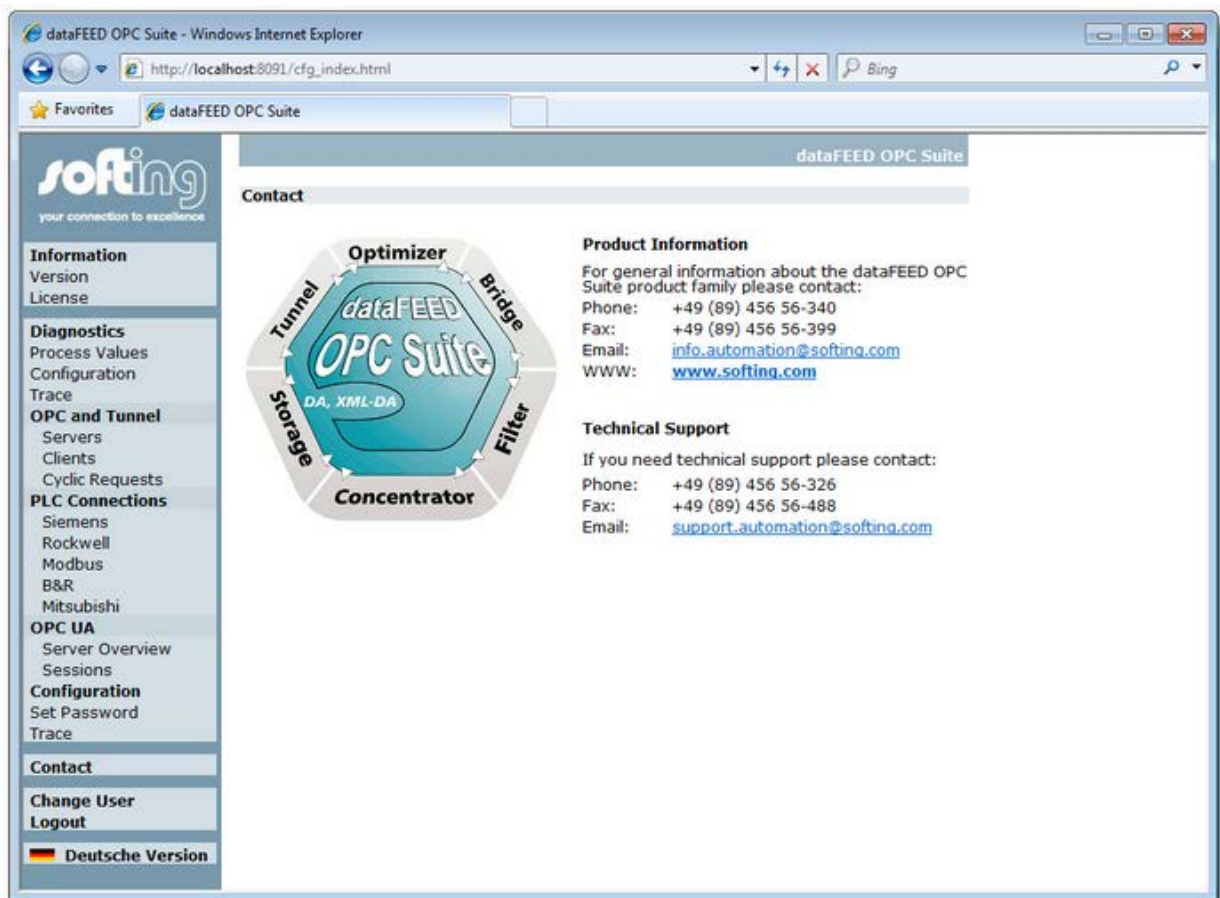 dataFEED OPC Suite - Windows Internet Explorer
http://localhost:8091/cfg_index.html
Bing
Favorites
dataFEED OPC Suite
softing
your connection to excellence
Information
Version
License
Diagnostics
Process Values
Configuration
Trace
OPC and Tunnel
Servers
Clients
Cyclic Requests
PLC Connections
Siemens
Rockwell
Modbus
B&R
Mitsubishi
OPC UA
Server Overview
Sessions
Configuration
Set Password
Trace
Contact
Change User
Logout
Deutsche Version
dataFEED OPC Suite
Contact
Optimizer
Tunnel
Bridge
dataFEED
OPC Suite
DA, XML-DA
Storage
Filter
Concentrator
Product Information
For general information about the dataFEED OPC
Suite product family please contact:
Phone: +49 (89) 456 56-340
Fax: +49 (89) 456 56-399
Email: info.automation@softing.com
WWW: www.softing.com
Technical Support
If you need technical support please contact:
Phone: +49 (89) 456 56-326
Fax: +49 (89) 456 56-488
Email: support.automation@softing.com